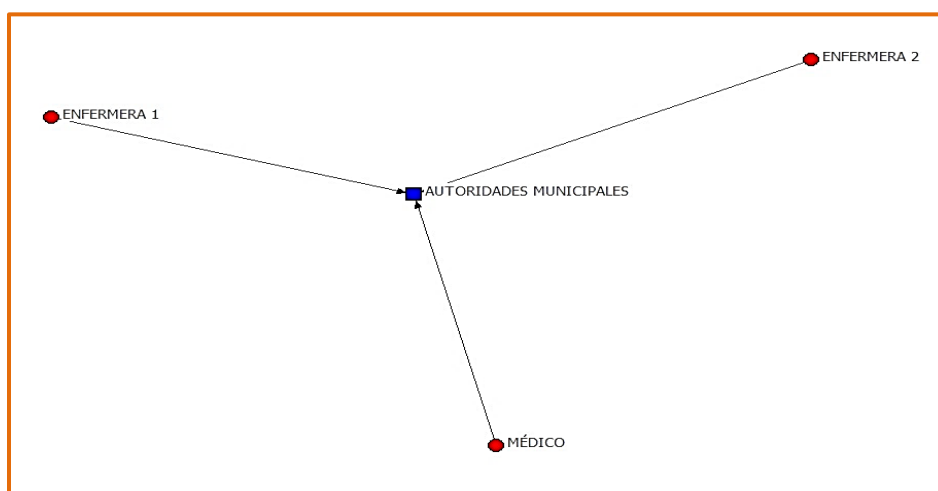 ENFERMERA 2
ENFERMERA 1
AUTORIDADES MUNICIPALES
MÉDICO